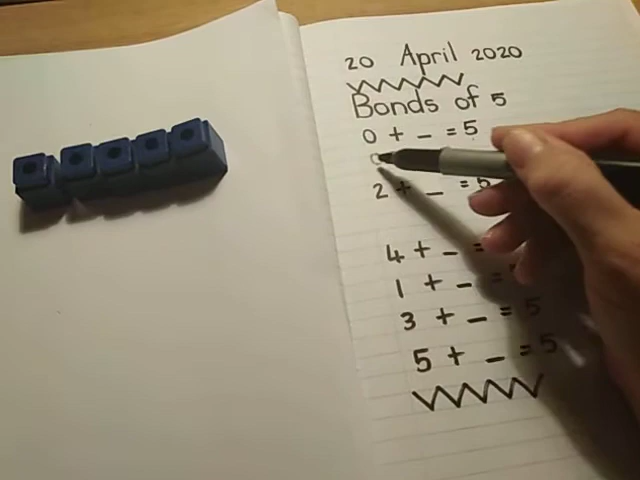 20 April 2020
Bonds of 5
0 + _ = 5
2 + _ = 5
4 + _ =
1 + _ =
3 + _ = 5
5 + _ = 5